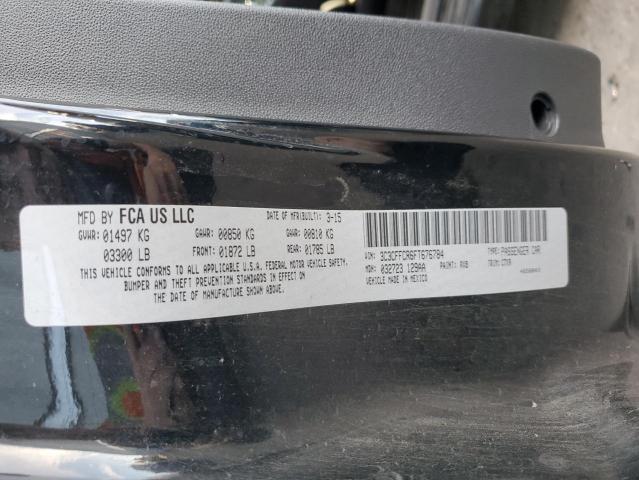 MFD BY FCA US LLC
DATE OF MFR(BUILT): 3-15
GVWR: 01497 KG GAWR: 00850 KG GAWR: 00810 KG
03300 LB FRONT: 01872 LB REAR: 01785 LB
THIS VEHICLE CONFORMS TO ALL APPLICABLE U.S.A. FEDERAL MOTOR VEHICLE SAFETY,
BUMPER AND THEFT PREVENTION STANDARDS IN EFFECT ON
THE DATE OF MANUFACTURE SHOWN ABOVE.
VIN: 3C3CFFCR6FT676784 TYPE: PASSENGER CAR
MDH: 032723 129AA PAINT: TRIM:
VEHICLE MADE IN MEXICO